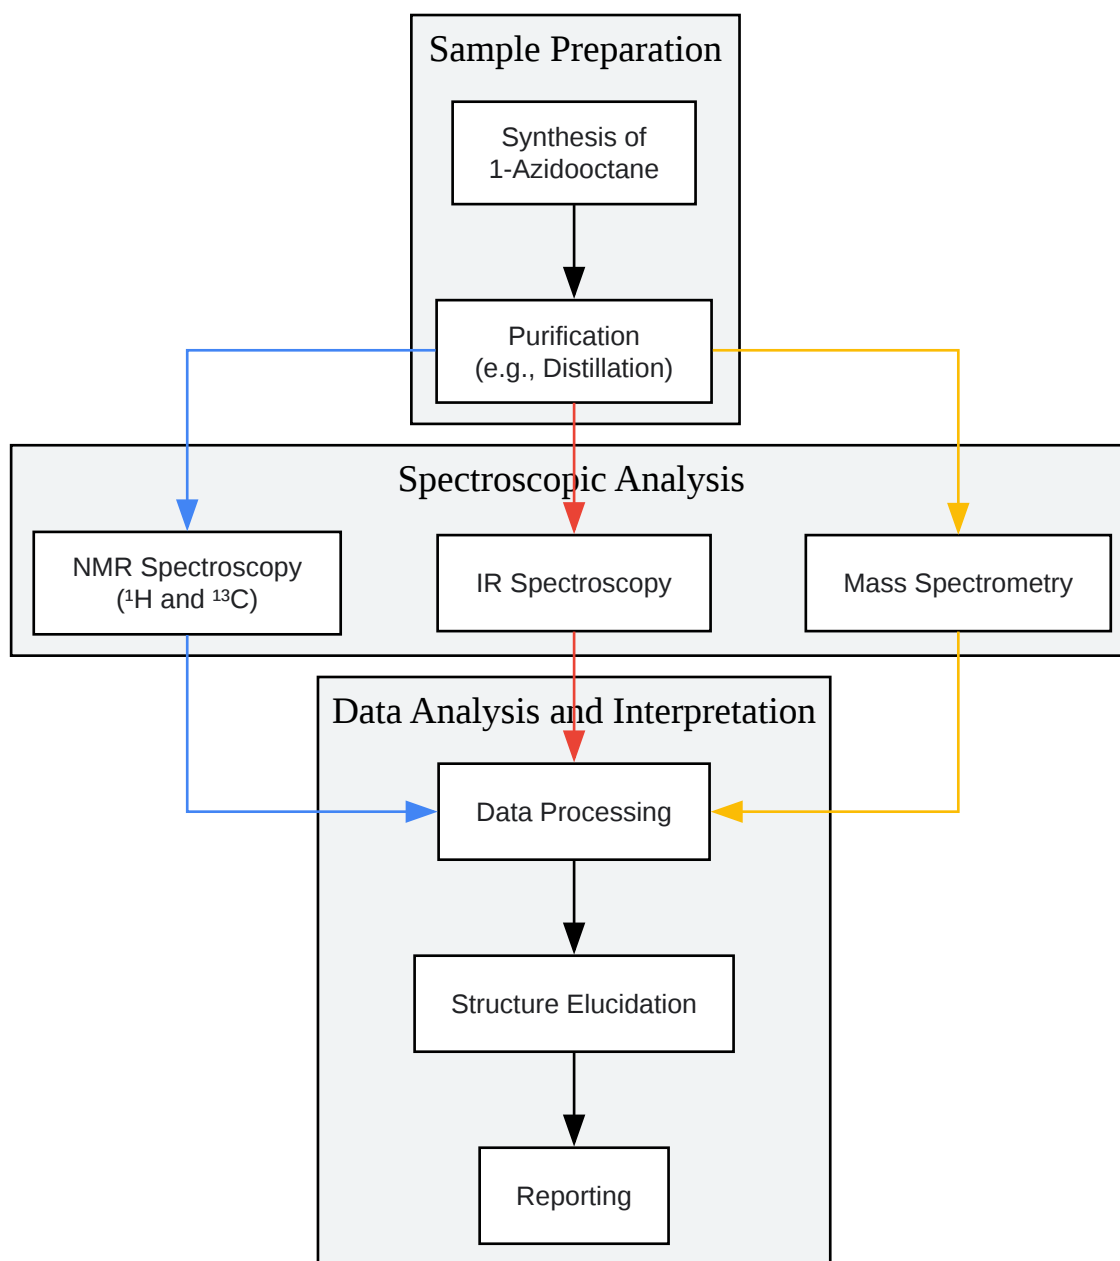 Sample Preparation
Synthesis of
1-Azidooctane
Purification
(e.g., Distillation)
Spectroscopic Analysis
NMR Spectroscopy
(¹H and ¹³C)
IR Spectroscopy
Mass Spectrometry
Data Analysis and Interpretation
Data Processing
Structure Elucidation
Reporting